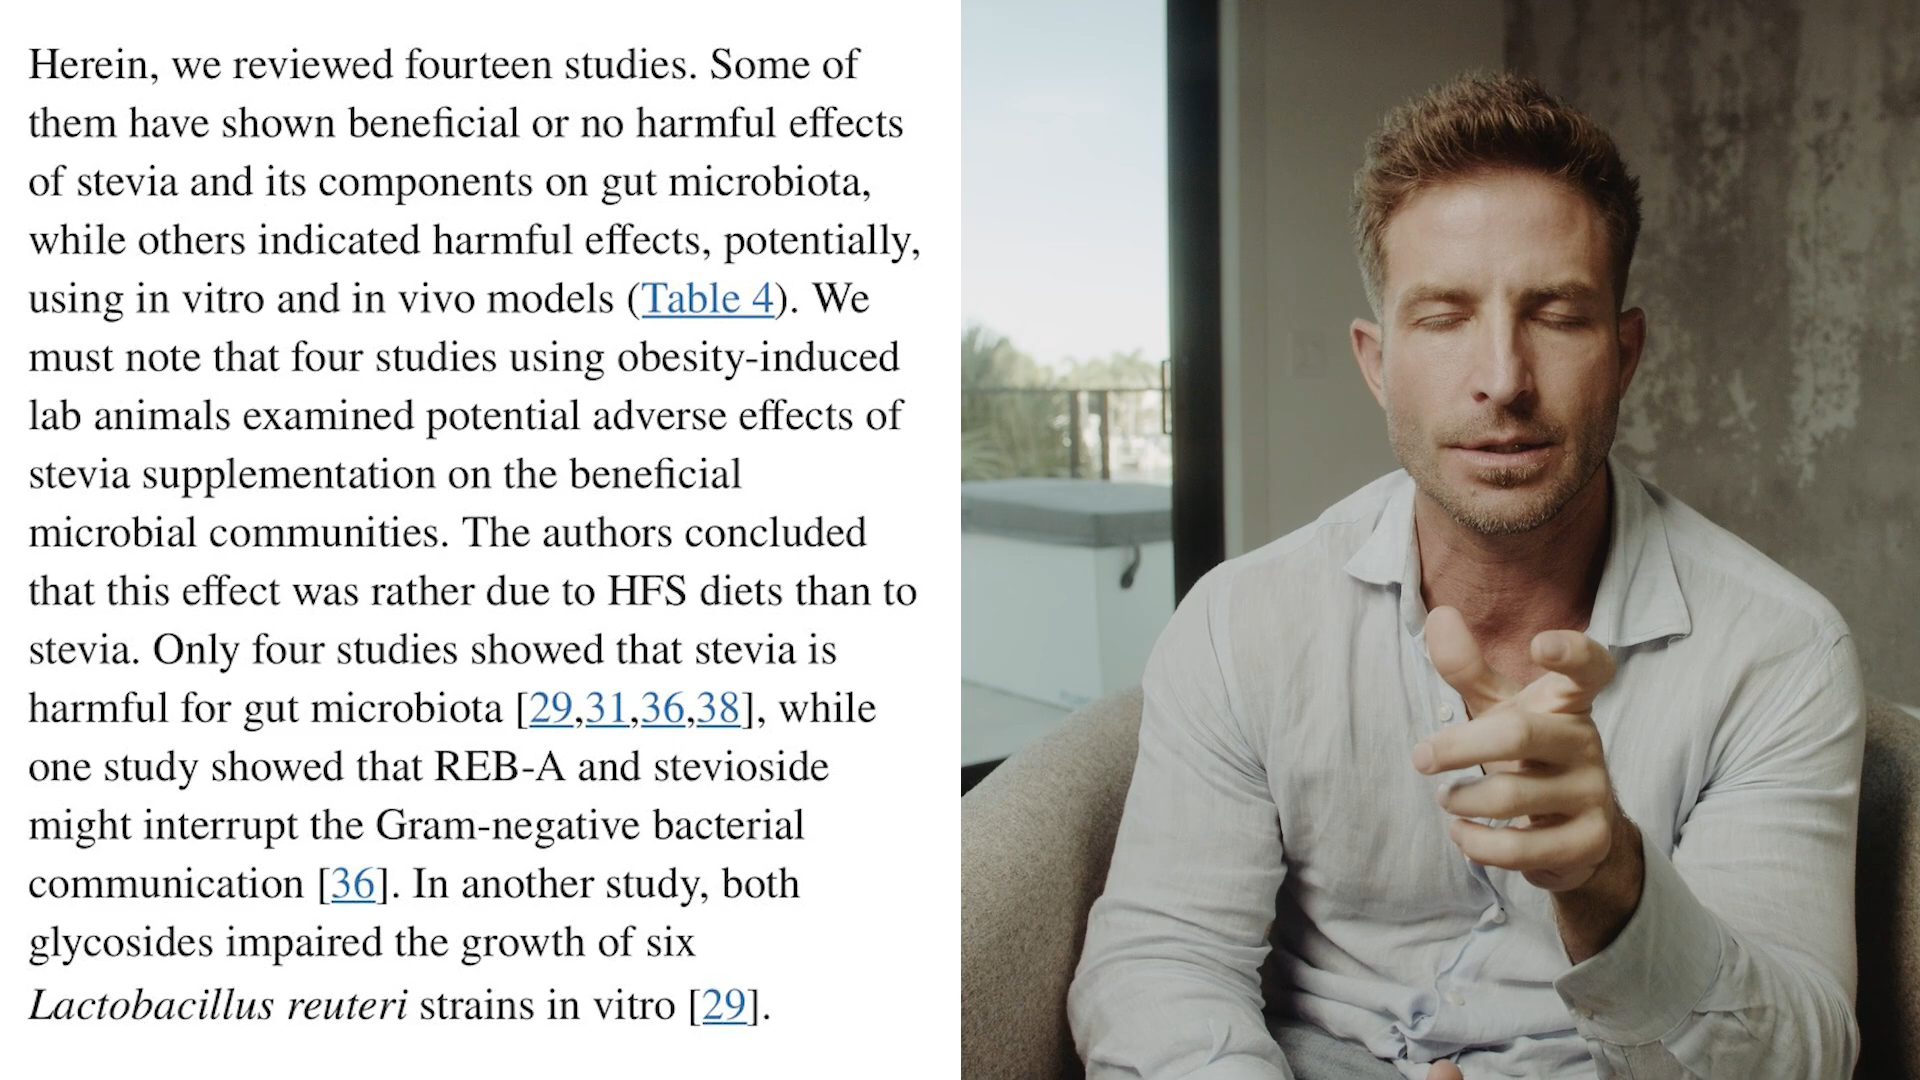 Herein, we reviewed fourteen studies. Some of
them have shown beneficial or no harmful effects
of stevia and its components on gut microbiota,
while others indicated harmful effects, potentially,
using in vitro and in vivo models (Table 4). We
must note that four studies using obesity-induced
lab animals examined potential adverse effects of
stevia supplementation on the beneficial
microbial communities. The authors concluded
that this effect was rather due to HFS diets than to
stevia. Only four studies showed that stevia is
harmful for gut microbiota [29,31,36,38], while
one study showed that REB-A and stevioside
might interrupt the Gram-negative bacterial
communication [36]. In another study, both
glycosides impaired the growth of six
Lactobacillus reuteri strains in vitro [29].